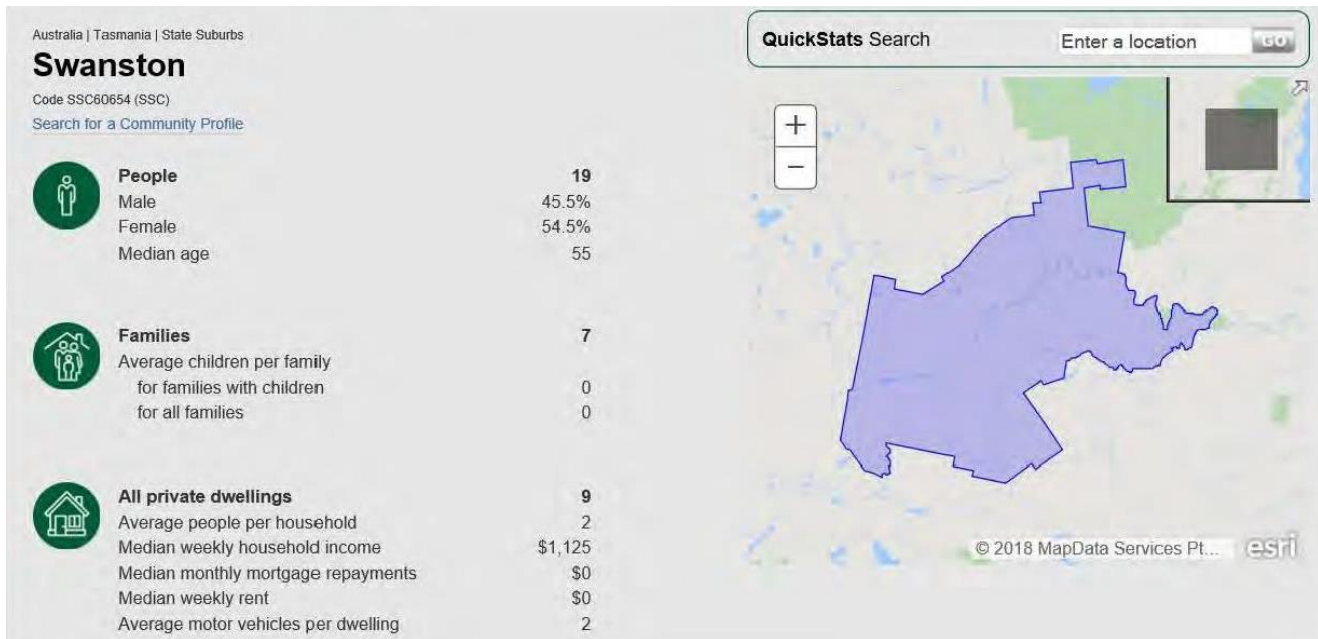 Australia | Tasmania | State Suburbs
Swanston
Code SSC60654 (SSC)
Search for a Community Profile
People 19
Male 45.5%
Female 54.5%
Median age 55
Families 7
Average children per family
for families with children 0
for all families 0
All private dwellings 9
Average people per household 2
Median weekly household income $1,125
Median monthly mortgage repayments $0
Median weekly rent $0
Average motor vehicles per dwelling 2
QuickStats Search Enter a location GO
+
−
© 2018 MapData Services Pt... esri